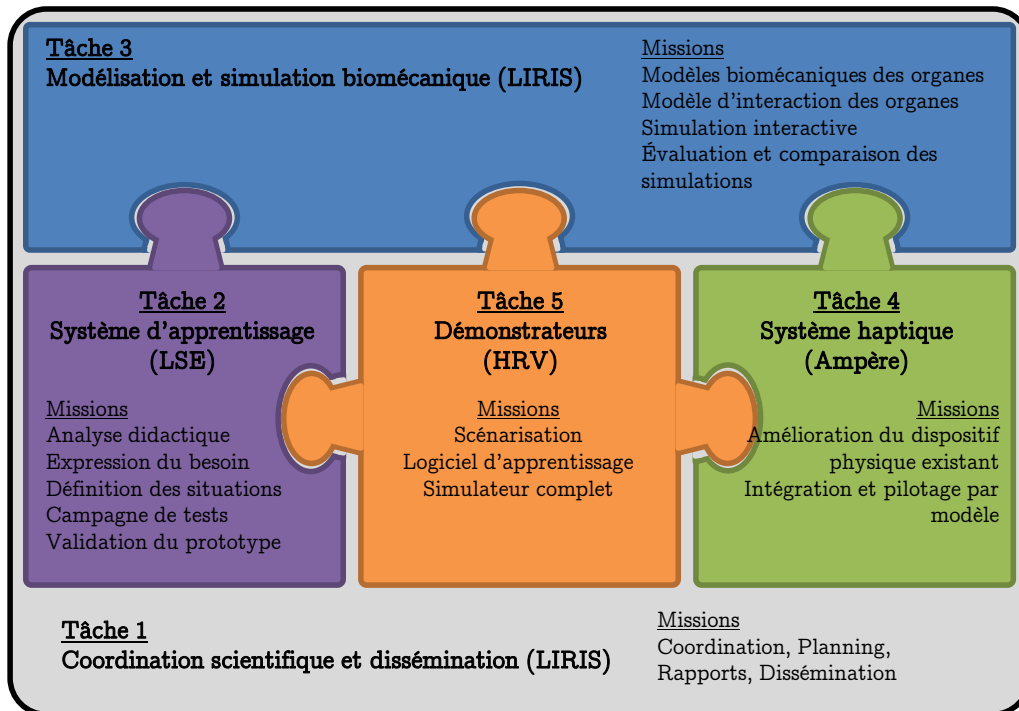 Tâche 3
Modélisation et simulation biomécanique (LIRIS)
Missions
Modèles biomécaniques des organes
Modèle d'interaction des organes
Simulation interactive
Évaluation et comparaison des
simulations
Tâche 2
Système d'apprentissage
(LSE)
Missions
Analyse didactique
Expression du besoin
Définition des situations
Campagne de tests
Validation du prototype
Tâche 5
Démonstrateurs
(HRV)
Missions
Scénarisation
Logiciel d'apprentissage
Simulateur complet
Tâche 4
Système haptique
(Ampère)
Missions
Amélioration du dispositif
physique existant
Intégration et pilotage par
modèle
Tâche 1
Coordination scientifique et dissémination (LIRIS)
Missions
Coordination, Planning,
Rapports, Dissémination